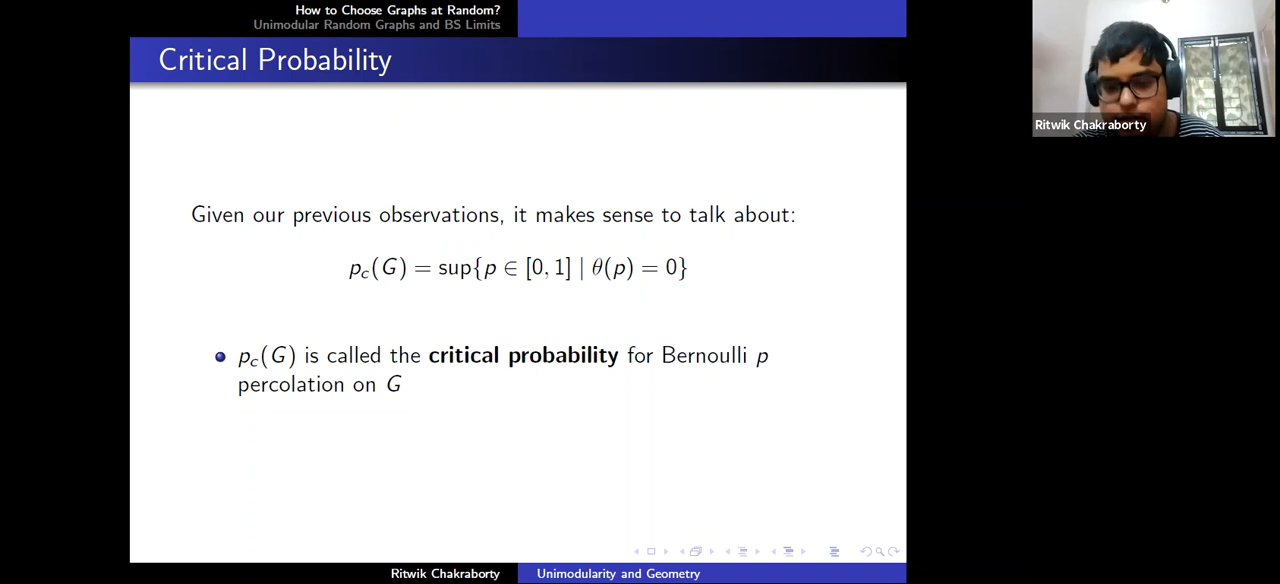 How to Choose Graphs at Random?
Unimodular Random Graphs and BS Limits
Critical Probability
Given our previous observations, it makes sense to talk about:
p_c(G) = sup{p ∈ [0, 1] | θ(p) = 0}
p_c(G) is called the critical probability for Bernoulli p
percolation on G
Ritwik Chakraborty
Unimodularity and Geometry
Ritwik Chakraborty